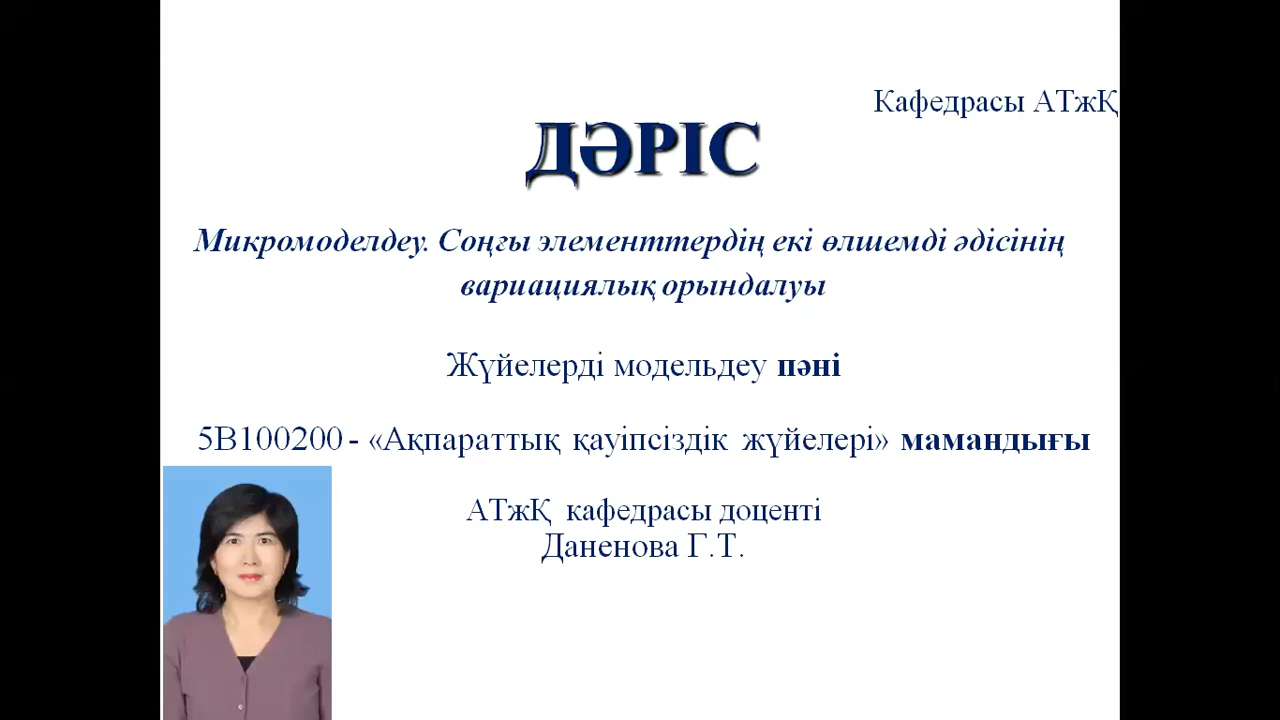 Кафедрасы АТжҚ
ДӘРІС
Микромоделдеу. Соңғы элементтердің екі өлшемді әдісінің
вариациялық орындалуы
Жүйелерді модельдеу пәні
5В100200 - «Ақпараттық қауіпсіздік жүйелері» мамандығы
АТжҚ кафедрасы доценті
Даненова Г.Т.